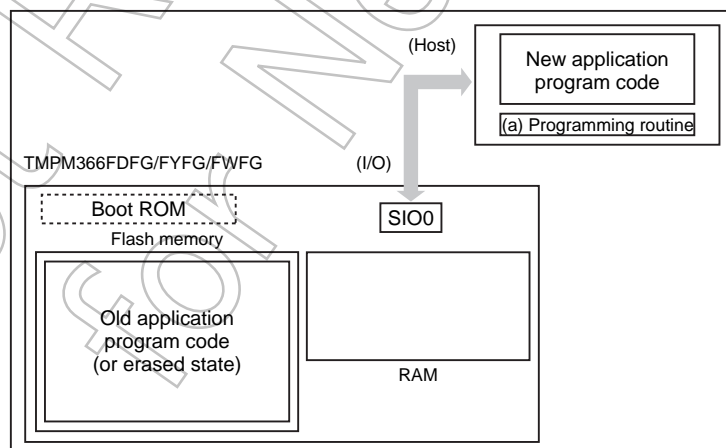 (Host)
New application
program code
(a) Programming routine
TMPM366FDFG/FYFG/FWFG
(I/O)
Boot ROM
SIO0
Flash memory
Old application
program code
(or erased state)
RAM